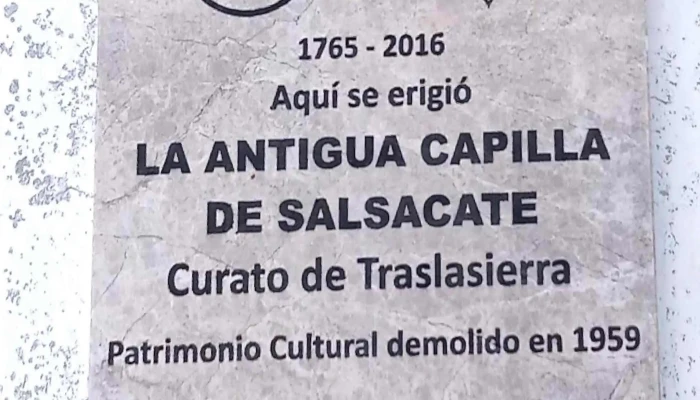 1765 - 2016
Aquí se erigió
LA ANTIGUA CAPILLA
DE SALSACATE
Curato de Traslasierra
Patrimonio Cultural demolido en 1959